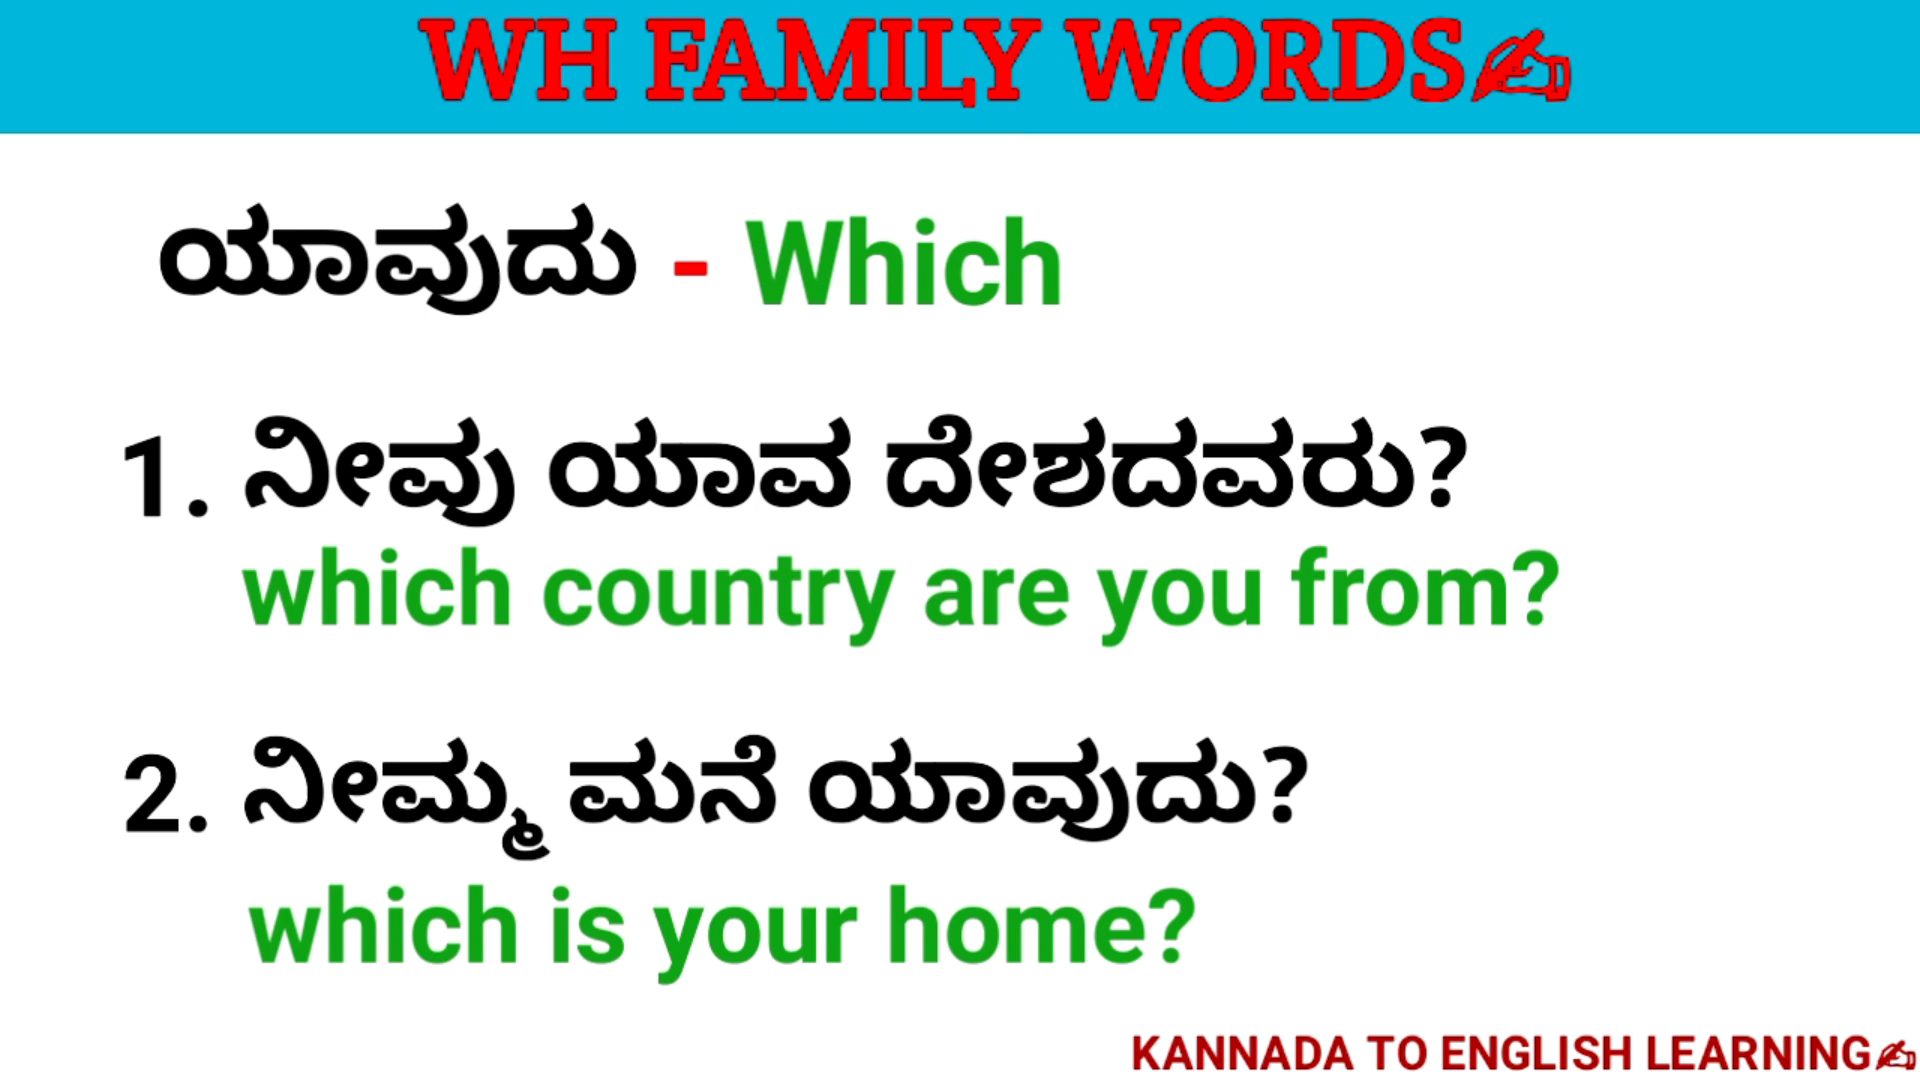 WH FAMILY WORDS✍
ಯಾವುದು - Which
1. ನೀವು ಯಾವ ದೇಶದವರು?
which country are you from?
2. ನೀಮ್ಮ ಮನೆ ಯಾವುದು?
which is your home?
KANNADA TO ENGLISH LEARNING✍